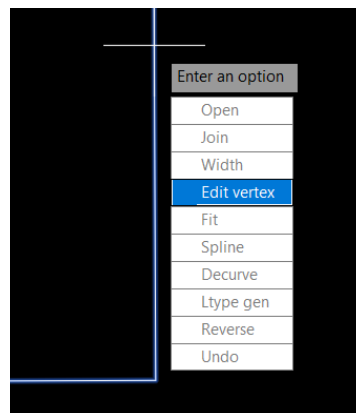 Enter an option
Open
Join
Width
Edit vertex
Fit
Spline
Decurve
Ltype gen
Reverse
Undo